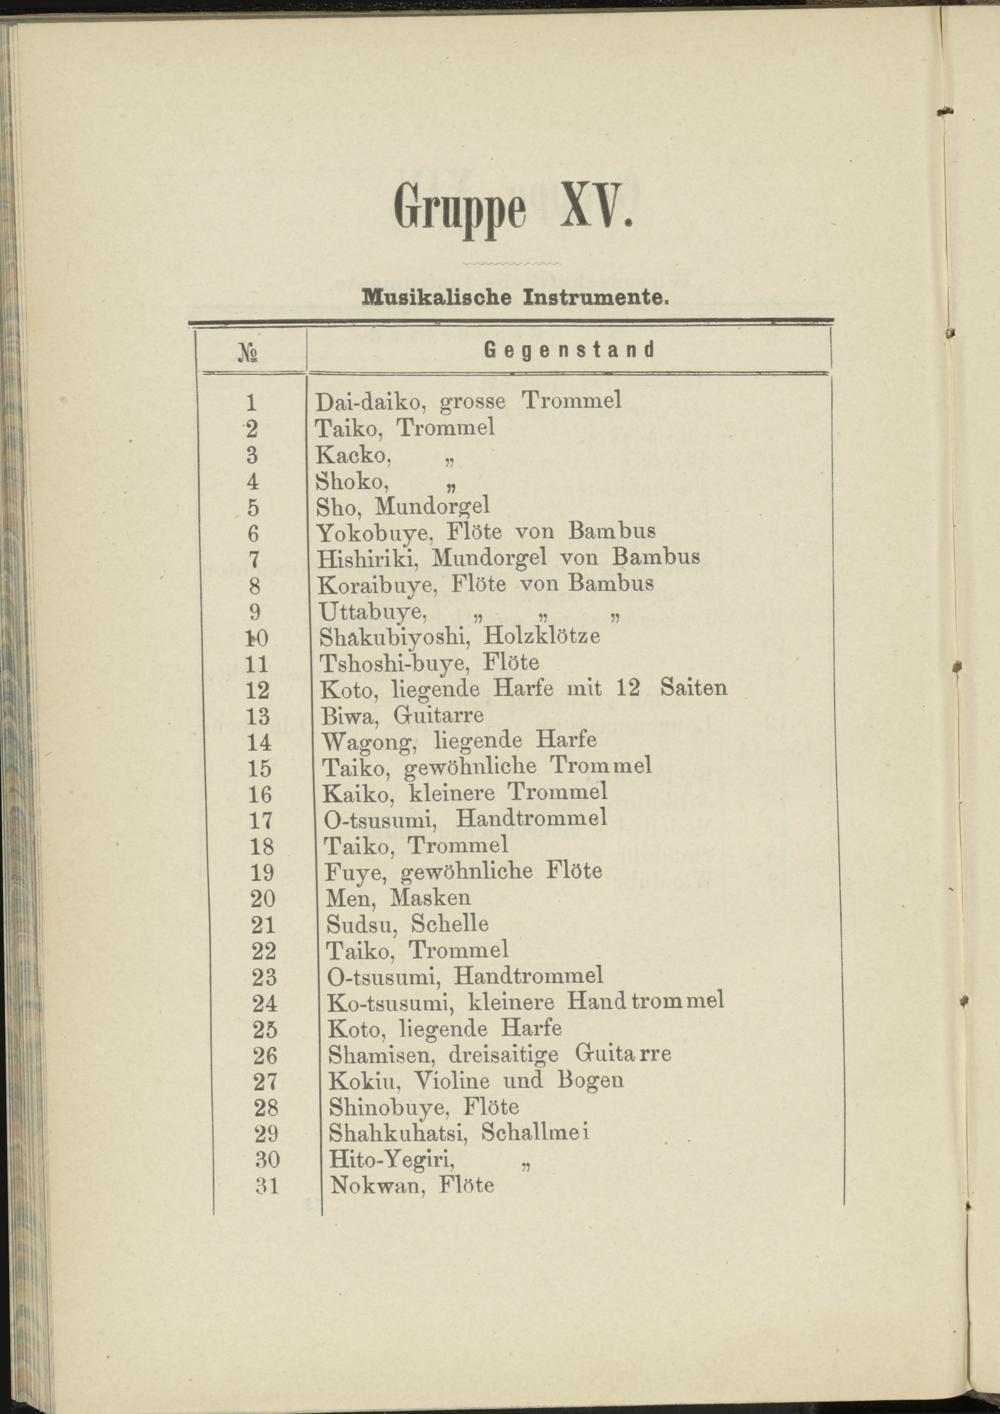 Gruppe XV.
Musikalische Instrumente.
№ Gegenstand
1 Dai-daiko, grosse Trommel
2 Taiko, Trommel
3 Kacko, „
4 Shoko, „
5 Sho, Mundorgel
6 Yokobuye, Flöte von Bambus
7 Hishiriki, Mundorgel von Bambus
8 Koraibuye, Flöte von Bambus
9 Uttabuye, „ „ „
10 Shakubiyoshi, Holzklötze
11 Tshoshi-buye, Flöte
12 Koto, liegende Harfe mit 12 Saiten
13 Biwa, Guitarre
14 Wagong, liegende Harfe
15 Taiko, gewöhnliche Trommel
16 Kaiko, kleinere Trommel
17 O-tsusumi, Handtrommel
18 Taiko, Trommel
19 Fuye, gewöhnliche Flöte
20 Men, Masken
21 Sudsu, Schelle
22 Taiko, Trommel
23 O-tsusumi, Handtrommel
24 Ko-tsusumi, kleinere Handtrommel
25 Koto, liegende Harfe
26 Shamisen, dreisaitige Guitarre
27 Kokiu, Violine und Bogen
28 Shinobuye, Flöte
29 Shahkuhatsi, Schallmei
30 Hito-Yegiri, „
31 Nokwan, Flöte